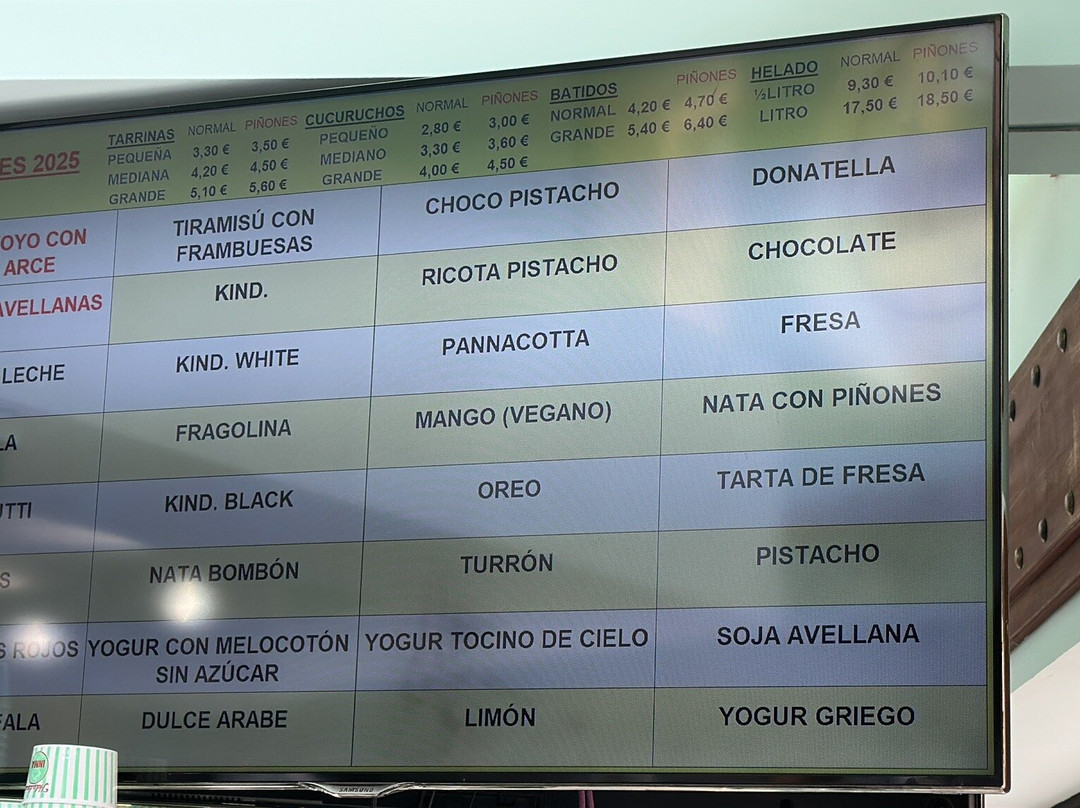 ES 2025
TARRINAS NORMAL PIÑONES
PEQUEÑA 3,30 € 3,50 €
MEDIANA 4,20 € 4,50 €
GRANDE 5,10 € 5,60 €
CUCURUCHOS NORMAL PIÑONES
PEQUEÑO 2,80 € 3,00 €
MEDIANO 3,30 € 3,60 €
GRANDE 4,00 € 4,50 €
BATIDOS PIÑONES
NORMAL 4,20 € 4,70 €
GRANDE 5,40 € 6,40 €
HELADO NORMAL PIÑONES
½LITRO 9,30 € 10,10 €
LITRO 17,50 € 18,50 €
OYO CON
ARCE
TIRAMISÚ CON
FRAMBUESAS
CHOCO PISTACHO
DONATELLA
AVELLANAS
KIND.
RICOTA PISTACHO
CHOCOLATE
LECHE
KIND. WHITE
PANNACOTTA
FRESA
LA
FRAGOLINA
MANGO (VEGANO)
NATA CON PIÑONES
UTTI
KIND. BLACK
OREO
TARTA DE FRESA
S
NATA BOMBÓN
TURRÓN
PISTACHO
S ROJOS
YOGUR CON MELOCOTÓN
SIN AZÚCAR
YOGUR TOCINO DE CIELO
SOJA AVELLANA
FALA
DULCE ARABE
LIMÓN
YOGUR GRIEGO
SAMSUNG